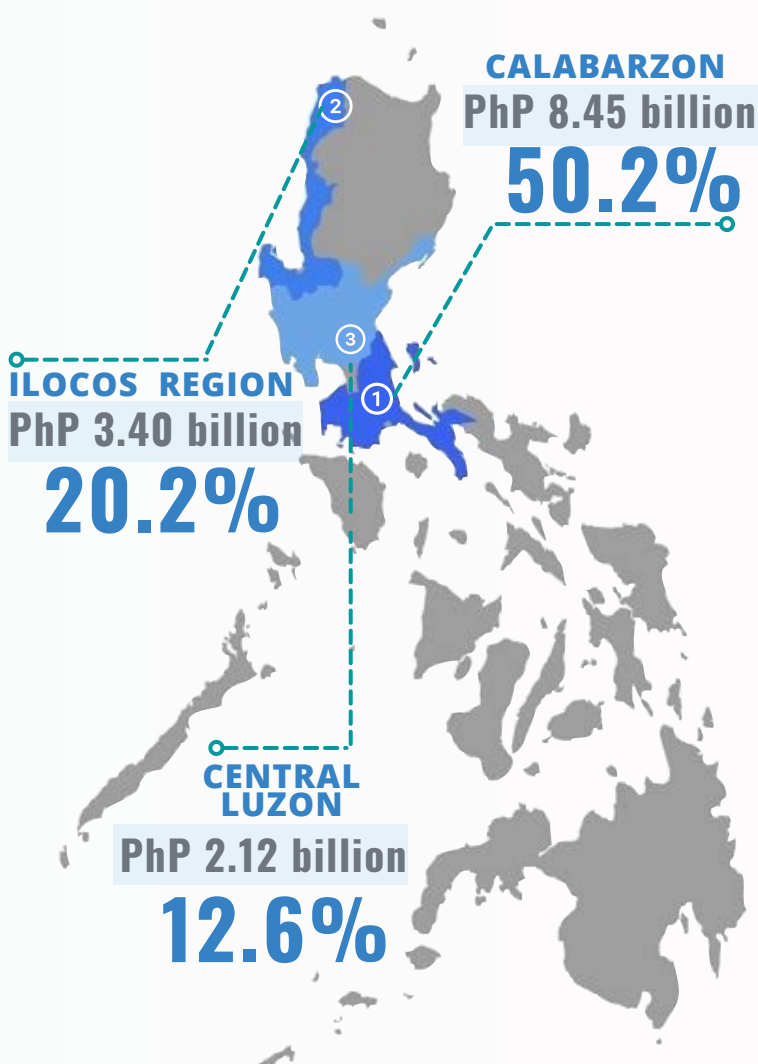 CALABARZON
PhP 8.45 billion
50.2%
2
3
1
ILOCOS REGION
PhP 3.40 billion
20.2%
CENTRAL
LUZON
PhP 2.12 billion
12.6%